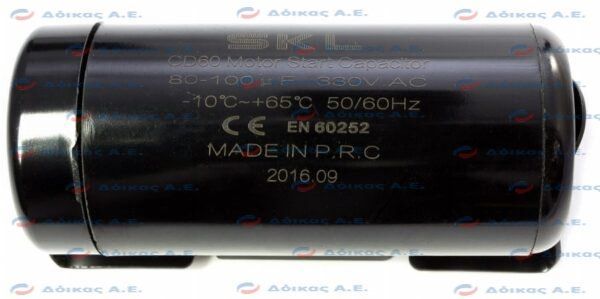 SKL
CD60 Motor Start Capacitor
80-100μF 330V AC
-10℃~+65℃ 50/60Hz
CE EN 60252
MADE IN P.R.C
2016.09
Δόικας Α.Ε.